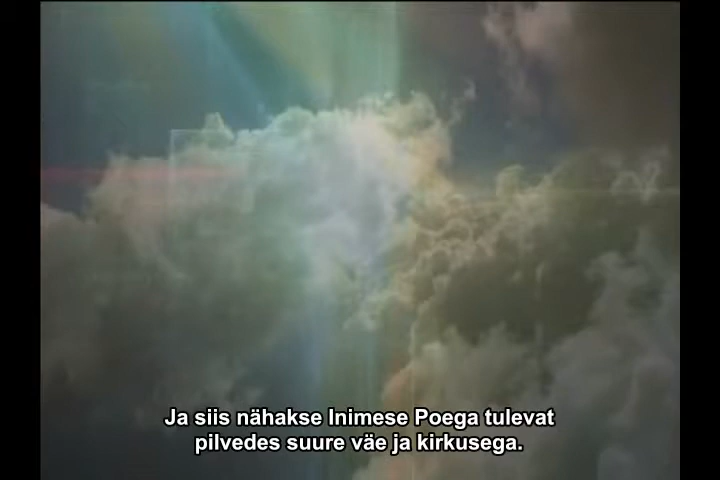 Ja siis nähakse Inimese Poega tulevat
pilvedes suure väe ja kirkusega.